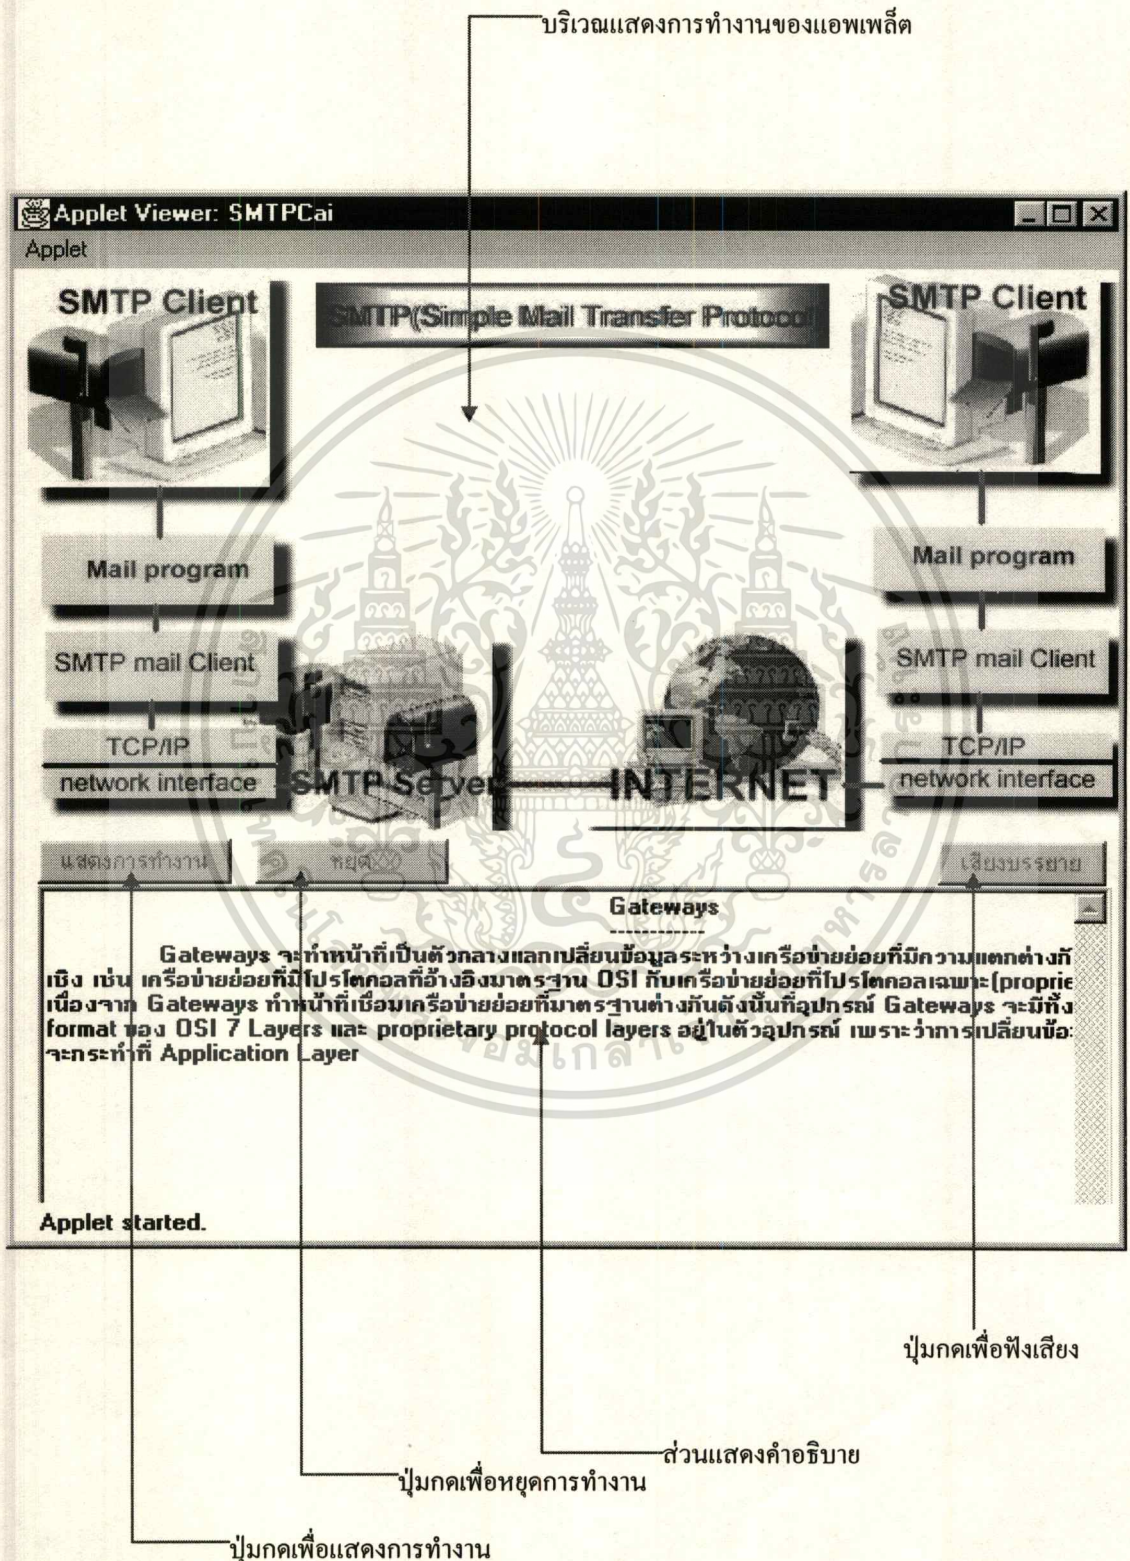 บริเวณแสดงการทำงานของแอพเพล็ต
Applet Viewer: SMTPCai
Applet
SMTP Client
SMTP(Simple Mail Transfer Protocol
SMTP Client
Mail program
Mail program
SMTP mail Client
SMTP mail Client
TCP/IP
TCP/IP
network interface
SMTP Server
INTERNET
network interface
แสดงการทำงาน
หยุด
เสียงบรรยาย
Gateways
------------
Gateways จะทำหน้าที่เป็นตัวกลางแลกเปลี่ยนข้อมูลระหว่างเครือข่ายย่อยที่มีความแตกต่างกั
เชิง เช่น เครือข่ายย่อยที่มีโปรโตคอลที่อ้างอิงมาตรฐาน OSI กับเครือข่ายย่อยที่โปรโตคอลเฉพาะ(proprie
เนื่องจาก Gateways ทำหน้าที่เชื่อมเครือข่ายย่อยที่มาตรฐานต่างกันดังนั้นที่อุปกรณ์ Gateways จะมีทั้ง
format ของ OSI 7 Layers และ proprietary protocol layers อยู่ในตัวอุปกรณ์ เพราะว่าการเปลี่ยนข้อ
จะกระทำที่ Application Layer
Applet started.
ปุ่มกดเพื่อฟังเสียง
ส่วนแสดงคำอธิบาย
ปุ่มกดเพื่อหยุดการทำงาน
ปุ่มกดเพื่อแสดงการทำงาน